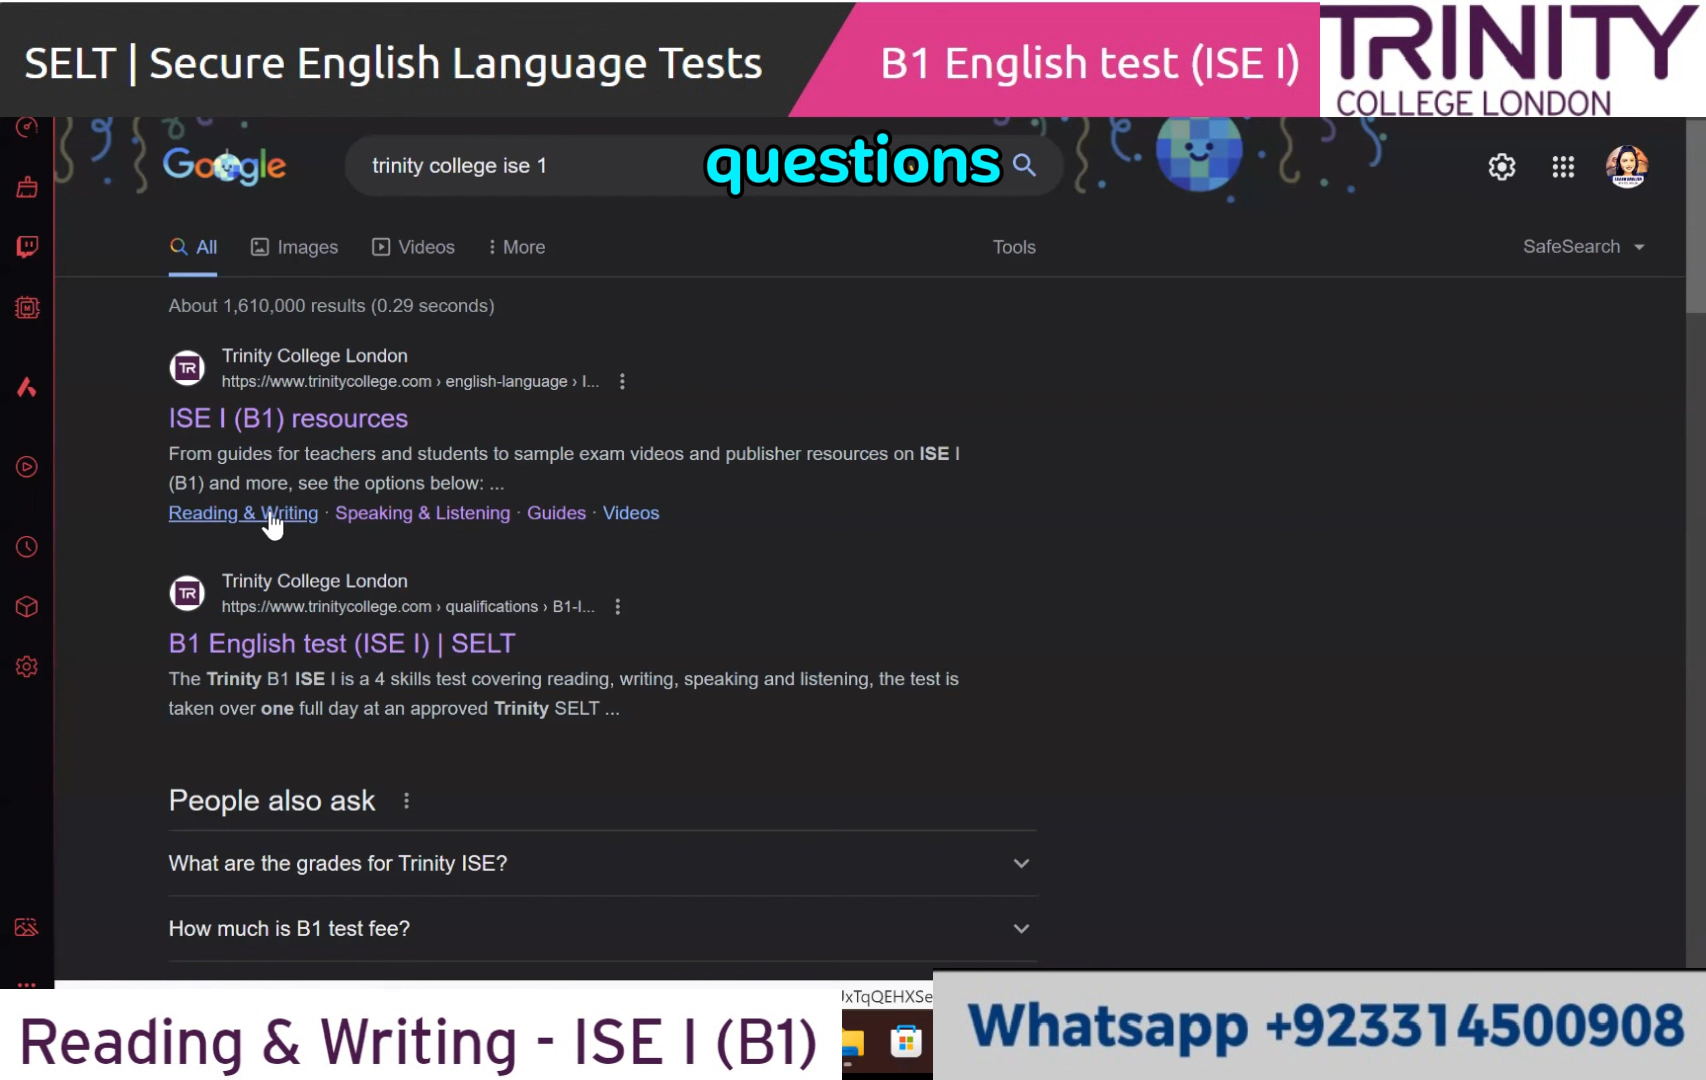 SELT | Secure English Language Tests
B1 English test (ISE I)
TRINITY
COLLEGE LONDON
Google
trinity college ise 1
questions
All
Images
Videos
More
Tools
SafeSearch
About 1,610,000 results (0.29 seconds)
TR
Trinity College London
https://www.trinitycollege.com › english-language › I...
ISE I (B1) resources
From guides for teachers and students to sample exam videos and publisher resources on ISE I
(B1) and more, see the options below: ...
Reading & Writing · Speaking & Listening · Guides · Videos
TR
Trinity College London
https://www.trinitycollege.com › qualifications › B1-I...
B1 English test (ISE I) | SELT
The Trinity B1 ISE I is a 4 skills test covering reading, writing, speaking and listening, the test is
taken over one full day at an approved Trinity SELT ...
People also ask
What are the grades for Trinity ISE?
How much is B1 test fee?
Reading & Writing - ISE I (B1)
Whatsapp +923314500908